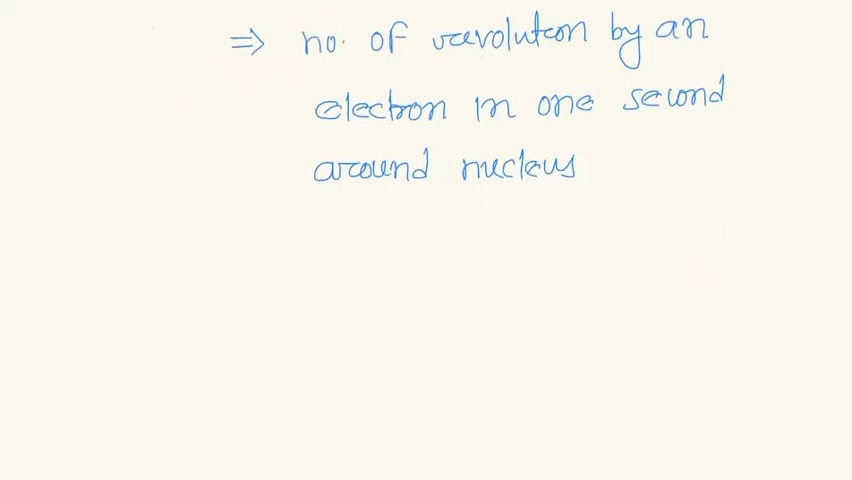 ⇒ no. of revolution by an
electron in one second
around nucleus